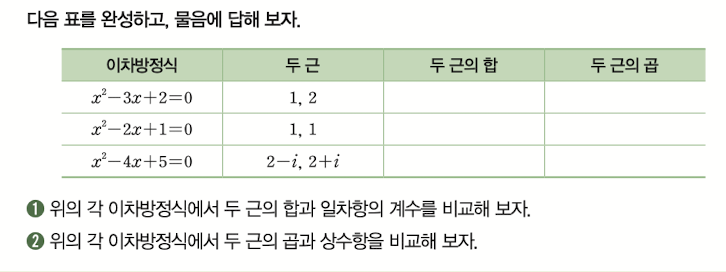 다음 표를 완성하고, 물음에 답해 보자.
이차방정식 두 근 두 근의 합 두 근의 곱
x²-3x+2=0 1, 2
x²-2x+1=0 1, 1
x²-4x+5=0 2-i, 2+i
❶ 위의 각 이차방정식에서 두 근의 합과 일차항의 계수를 비교해 보자.
❷ 위의 각 이차방정식에서 두 근의 곱과 상수항을 비교해 보자.